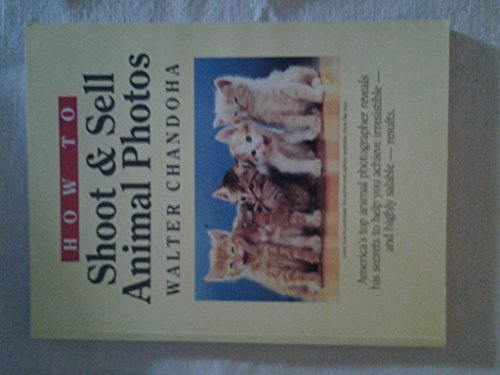 HOW TO
Shoot & Sell
Animal Photos
WALTER CHANDOHA
America's top animal photographer reveals
his secrets to help you achieve irresistible —
and highly salable — results.